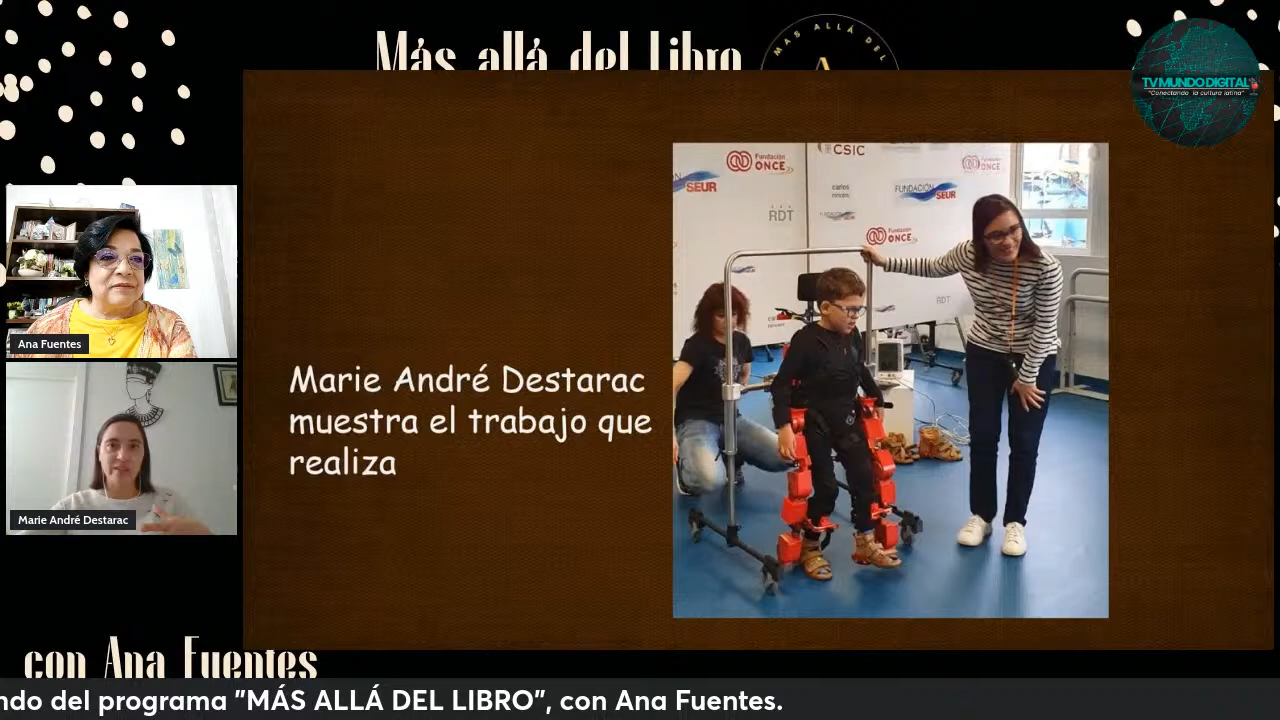 Más allá del Libro
MAS ALLÁ DEL
TV MUNDO DIGITAL
"Conectando la cultura latina"
CSIC
Fundación
ONCE
Fundación
ONCE
SEUR
FUNDACIÓN
SEUR
RDT
Fundación
ONCE
RDT
Ana Fuentes
Marie André Destarac
muestra el trabajo que
realiza
Marie André Destarac
con Ana Fuentes
ndo del programa "MÁS ALLÁ DEL LIBRO", con Ana Fuentes.